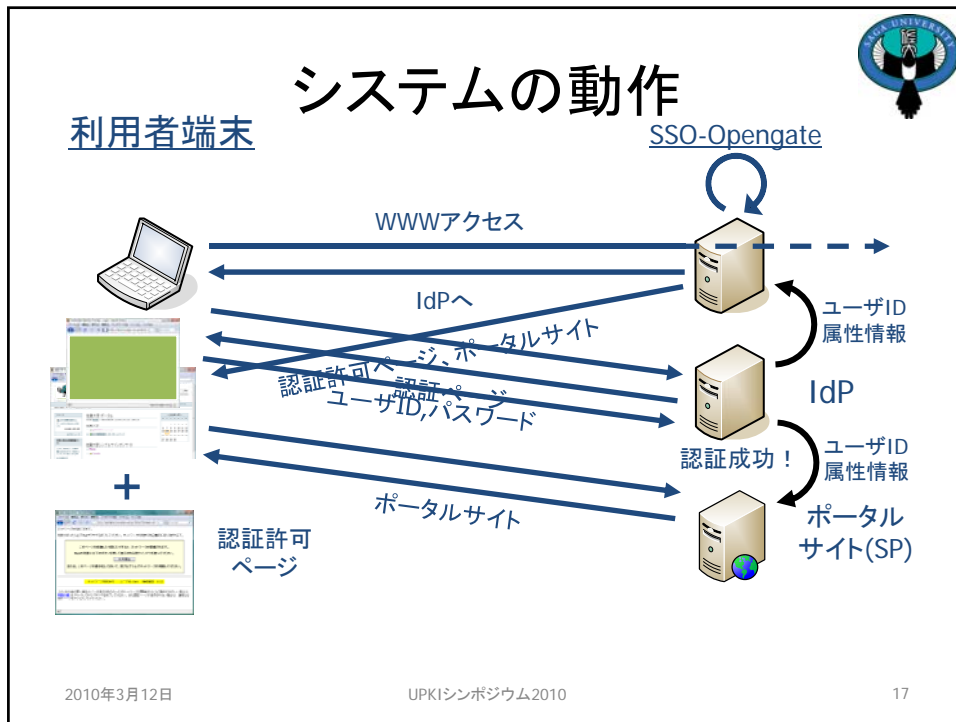 システムの動作
SAGA UNIVERSITY
利用者端末
SSO-Opengate
WWWアクセス
IdPへ
ユーザID
属性情報
認証許可ページ、ポータルサイト
認証ページ
ユーザID,パスワード
IdP
認証成功！
ユーザID
属性情報
+
ポータルサイト
認証許可
ページ
ポータル
サイト(SP)
2010年3月12日
UPKIシンポジウム2010
17